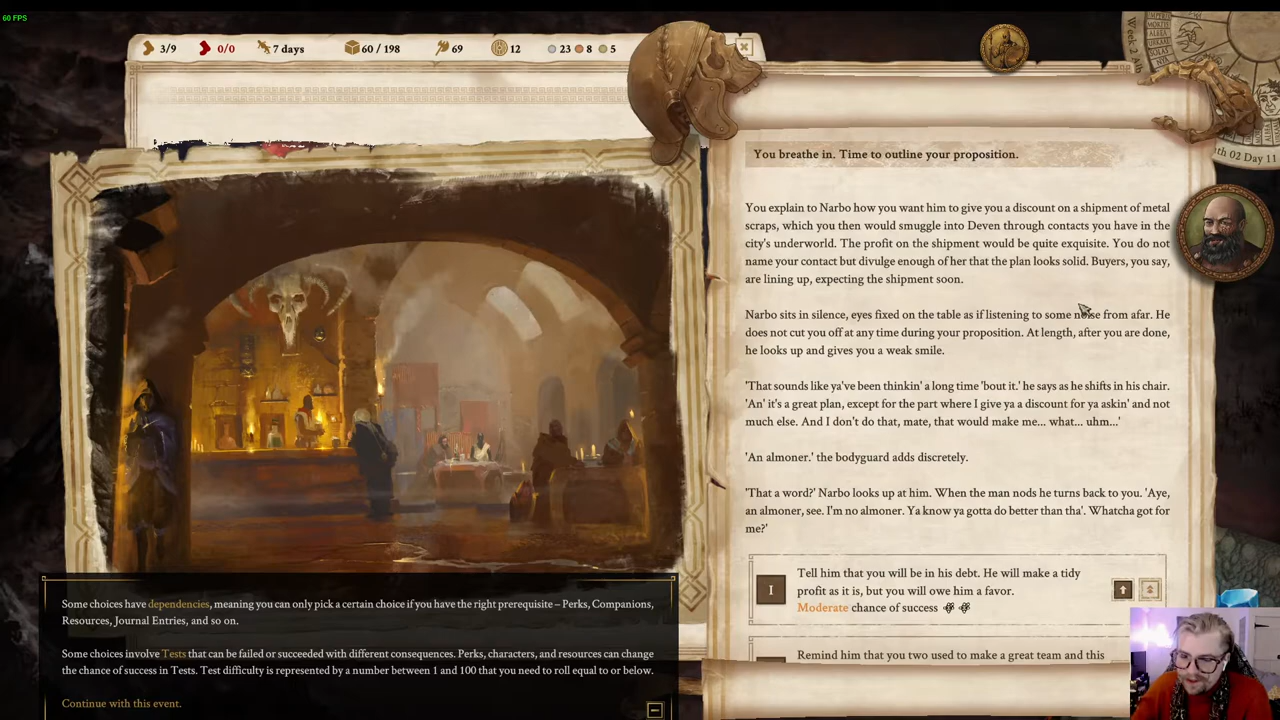 60 FPS
3/9
0/0
7 days
60 / 198
69
12
23
8
5
Day 11
You breathe in. Time to outline your proposition.
You explain to Narbo how you want him to give you a discount on a shipment of metal
scraps, which you then would smuggle into Deven through contacts you have in the
city's underworld. The profit on the shipment would be quite exquisite. You do not
name your contact but divulge enough of her that the plan looks solid. Buyers, you say,
are lining up, expecting the shipment soon.
Narbo sits in silence, eyes fixed on the table as if listening to some noise from afar. He
does not cut you off at any time during your proposition. At length, after you are done,
he looks up and gives you a weak smile.
'That sounds like ya've been thinkin' a long time 'bout it.' he says as he shifts in his chair.
'An' it's a great plan, except for the part where I give ya a discount for ya askin' and not
much else. And I don't do that, mate, that would make me... what... uhm...'
'An almoner.' the bodyguard adds discretely.
'That a word?' Narbo looks up at him. When the man nods he turns back to you. 'Aye,
an almoner, see. I'm no almoner. Ya know ya gotta do better than tha'. Whatcha got for
me?'
I
Tell him that you will be in his debt. He will make a tidy
profit as it is, but you will owe him a favor.
Moderate chance of success
Remind him that you two used to make a great team and this
Some choices have dependencies, meaning you can only pick a certain choice if you have the right prerequisite – Perks, Companions,
Resources, Journal Entries, and so on.
Some choices involve Tests that can be failed or succeeded with different consequences. Perks, characters, and resources can change
the chance of success in Tests. Test difficulty is represented by a number between 1 and 100 that you need to roll equal to or below.
Continue with this event.